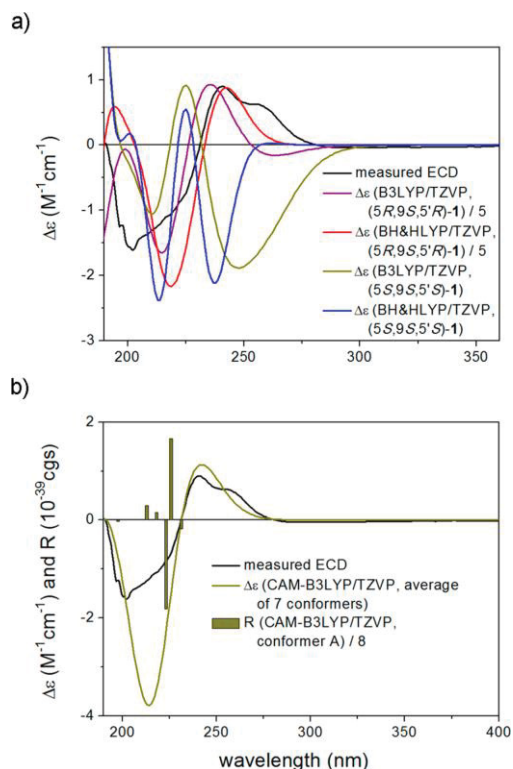 a)
1
0
-1
-2
-3
Δε (M⁻¹cm⁻¹)
measured ECD
Δε (B3LYP/TZVP,
(5R,9S,5'R)-1) / 5
Δε (BH&HLYP/TZVP,
(5R,9S,5'R)-1) / 5
Δε (B3LYP/TZVP,
(5S,9S,5'S)-1)
Δε (BH&HLYP/TZVP,
(5S,9S,5'S)-1)
200 250 300 350
b)
2
0
-2
-4
Δε (M⁻¹cm⁻¹) and R (10⁻³⁹cgs)
measured ECD
Δε (CAM-B3LYP/TZVP, average
of 7 conformers)
R (CAM-B3LYP/TZVP,
conformer A) / 8
200 250 300 350 400
wavelength (nm)